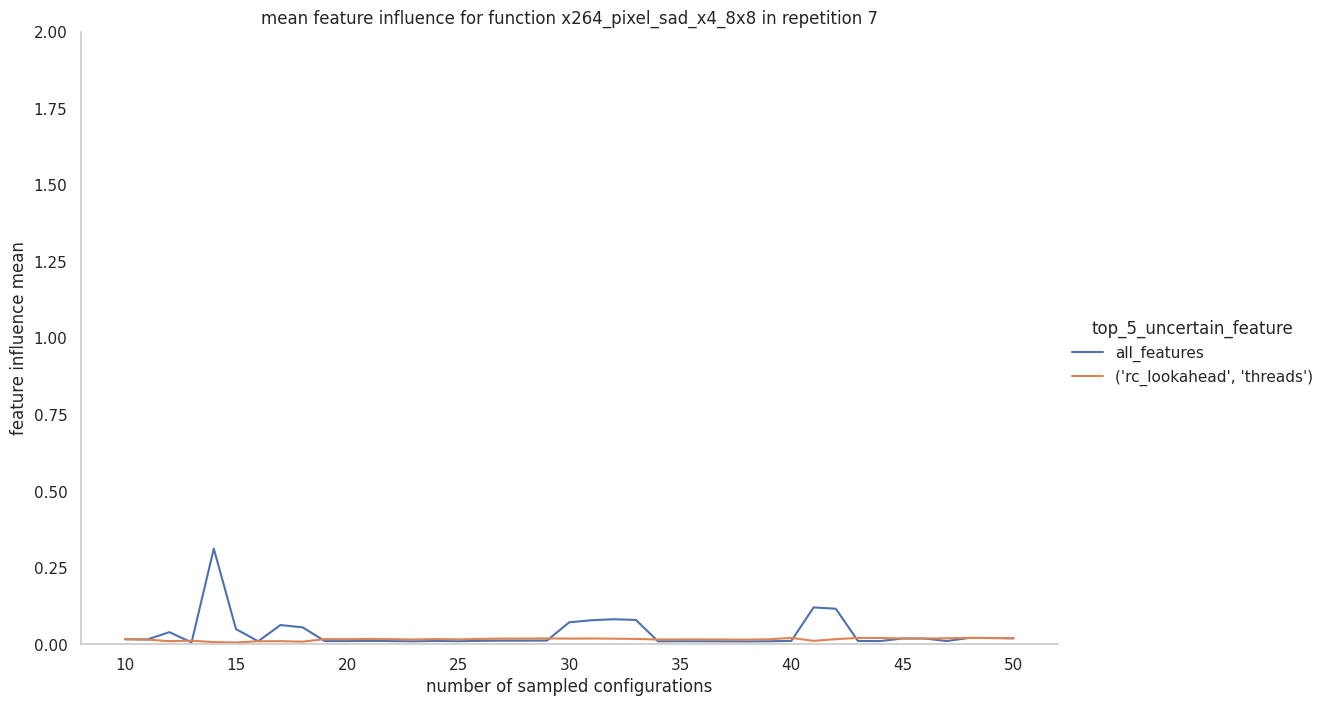 mean feature influence for function x264_pixel_sad_x4_8x8 in repetition 7
2.00
1.75
1.50
1.25
1.00
0.75
0.50
0.25
0.00
feature influence mean
10 15 20 25 30 35 40 45 50
number of sampled configurations
top_5_uncertain_feature
all_features
('rc_lookahead', 'threads')